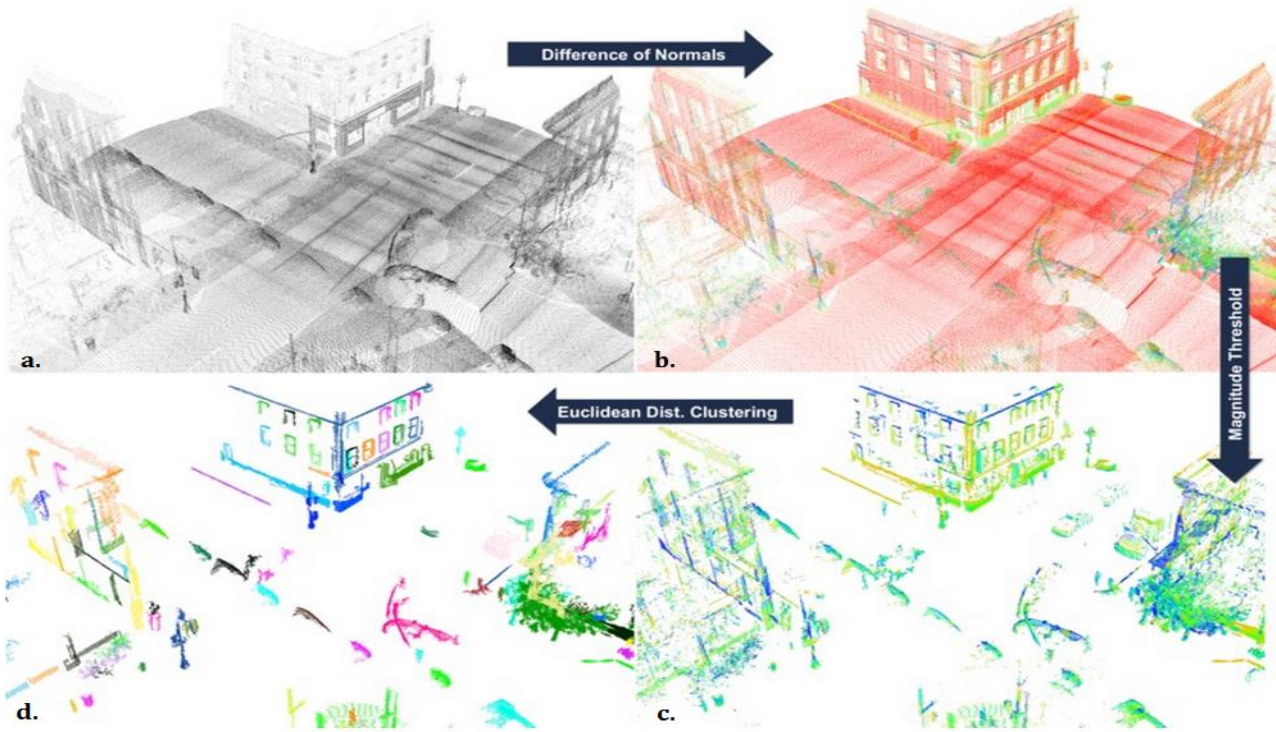 Difference of Normals
a.
b.
Magnitude Threshold
Euclidean Dist. Clustering
d.
c.